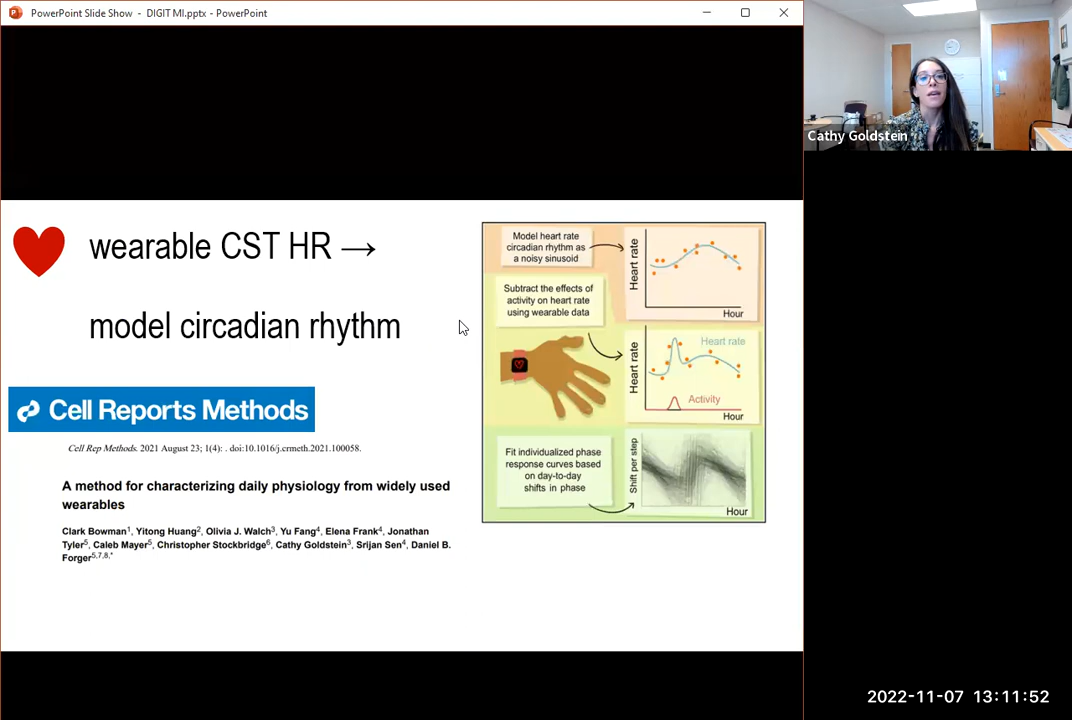 PowerPoint Slide Show - DIGIT MI.pptx - PowerPoint
Cathy Goldstein
wearable CST HR →
model circadian rhythm
Cell Reports Methods
Cell Rep Methods. 2021 August 23; 1(4): . doi:10.1016/j.crmeth.2021.100058.
A method for characterizing daily physiology from widely used
wearables
Clark Bowman1, Yitong Huang2, Olivia J. Walch3, Yu Fang4, Elena Frank4, Jonathan
Tyler5, Caleb Mayer5, Christopher Stockbridge6, Cathy Goldstein3, Srijan Sen4, Daniel B.
Forger5,7,8,*
Model heart rate
circadian rhythm as
a noisy sinusoid
Heart rate
Hour
Subtract the effects of
activity on heart rate
using wearable data
Heart rate
Heart rate
Activity
Hour
Fit individualized phase
response curves based
on day-to-day
shifts in phase
Shift per step
Hour
2022-11-07 13:11:52